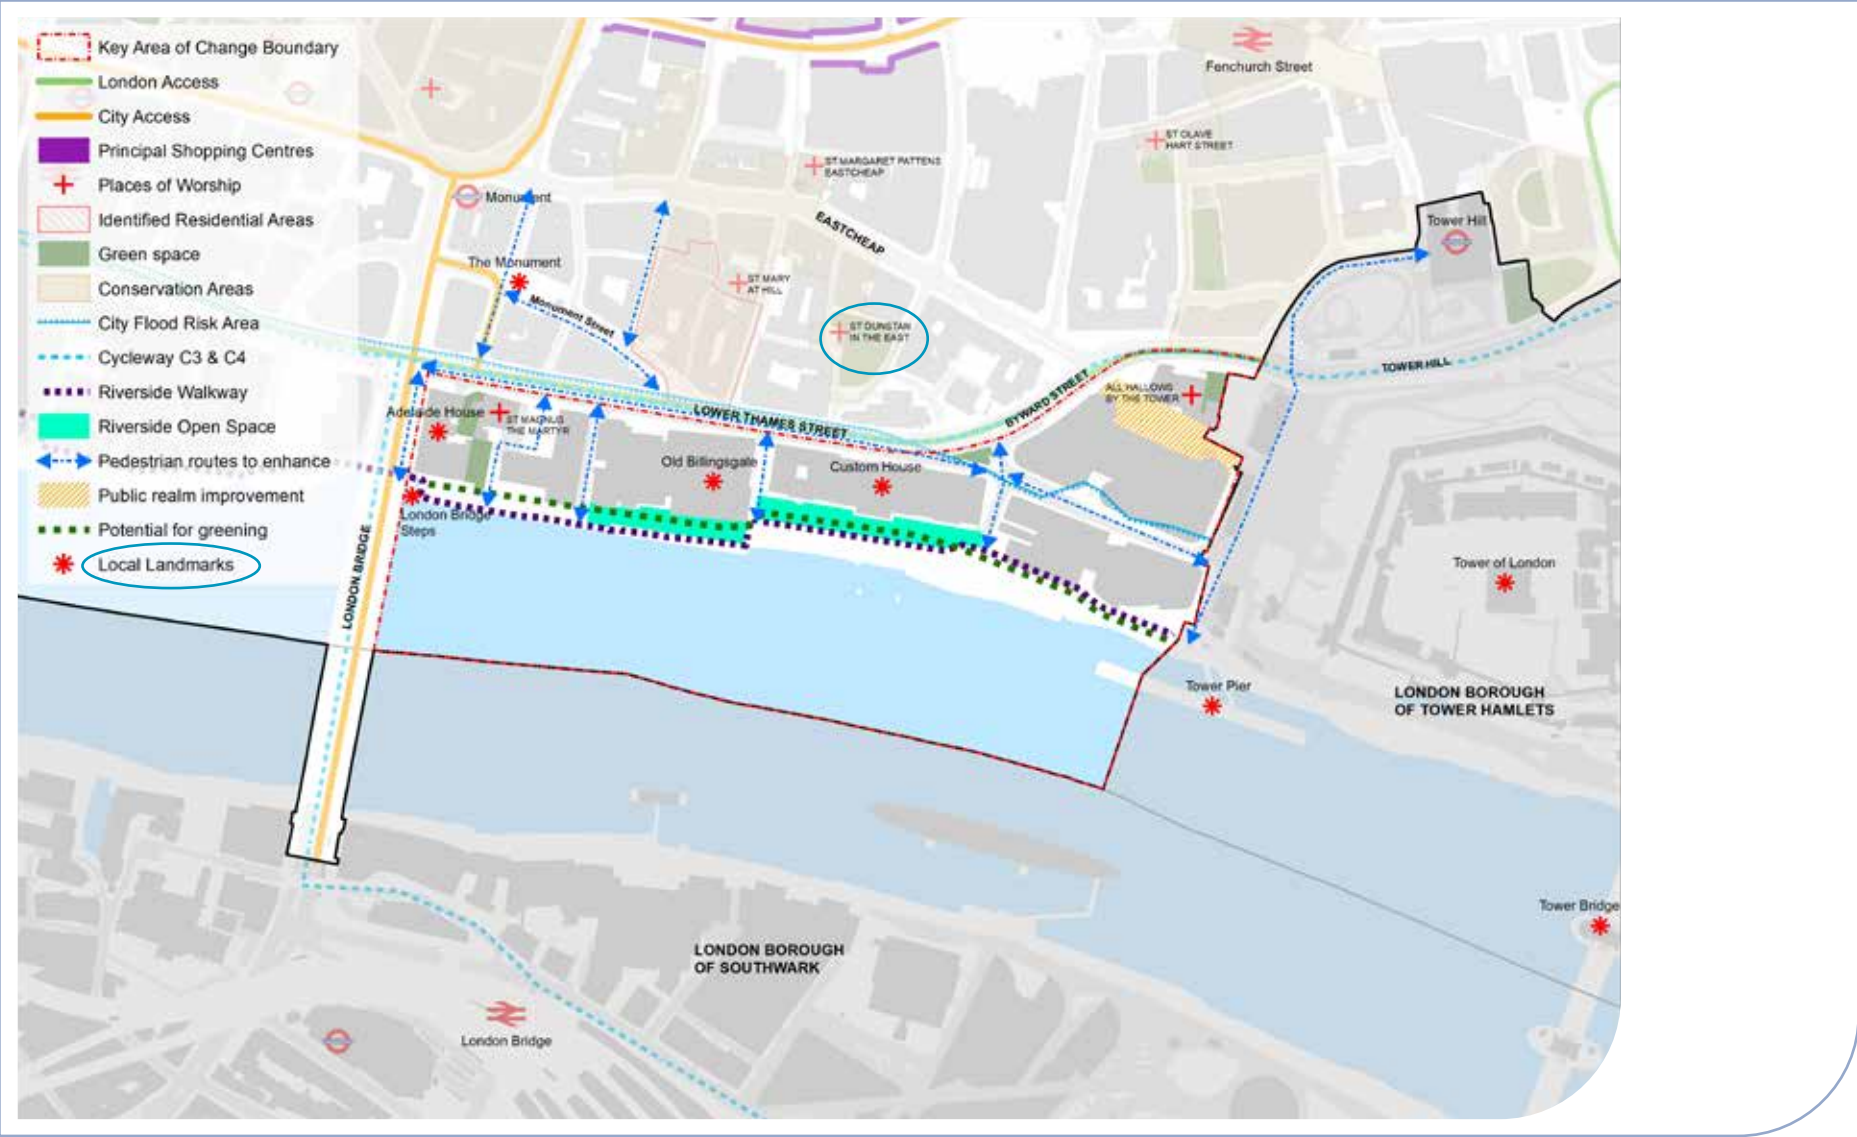 Key Area of Change Boundary
London Access
City Access
Principal Shopping Centres
Places of Worship
Identified Residential Areas
Green space
Conservation Areas
City Flood Risk Area
Cycleway C3 & C4
Riverside Walkway
Riverside Open Space
Pedestrian routes to enhance
Public realm improvement
Potential for greening
Local Landmarks
Fenchurch Street
ST OLAVE
HART STREET
ST MARGARET PATTENS
EASTCHEAP
Monument
EASTCHEAP
Tower Hill
The Monument
ST MARY
AT HILL
Monument Street
ST DUNSTAN
IN THE EAST
TOWER HILL
BYWARD STREET
ALL HALLOWS
BY THE TOWER
Adelaide House
ST MAGNUS
THE MARTYR
LOWER THAMES STREET
Old Billingsgate
Custom House
London Bridge
Steps
LONDON BRIDGE
Tower of London
Tower Pier
LONDON BOROUGH
OF TOWER HAMLETS
Tower Bridge
LONDON BOROUGH
OF SOUTHWARK
London Bridge